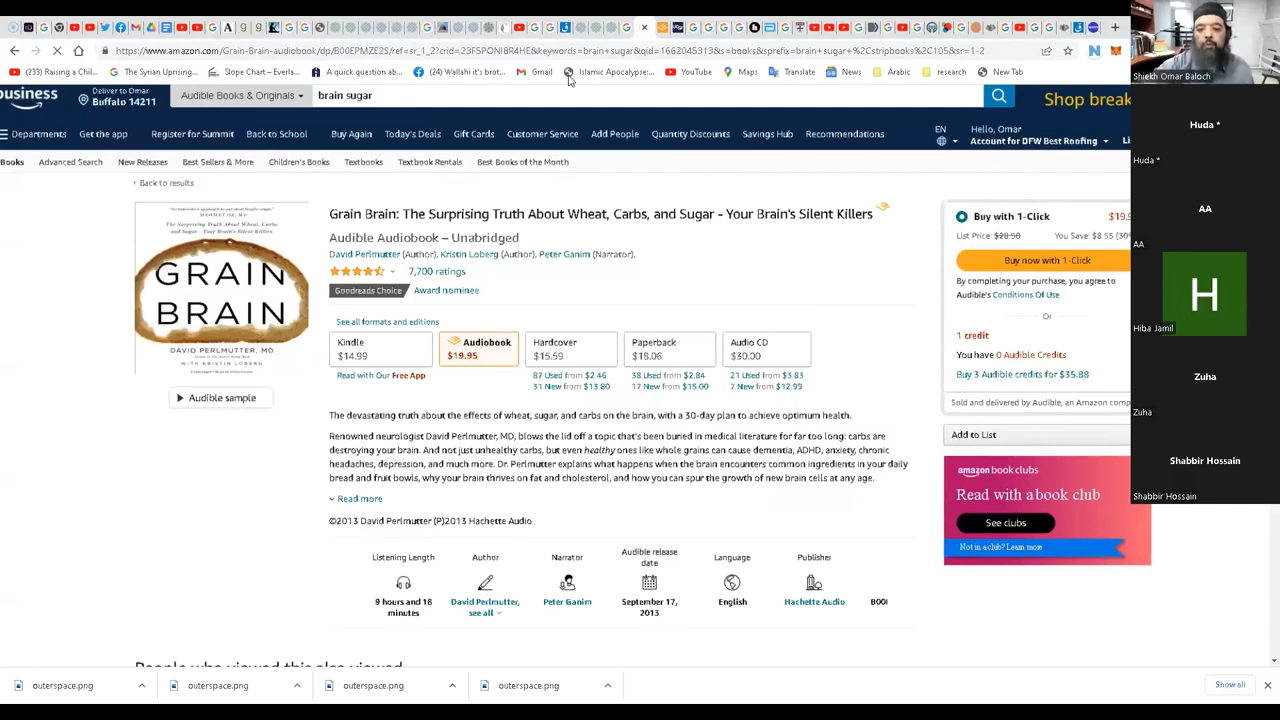 https://www.amazon.com/Grain-Brain-audiobook/dp/B00EPMZE2S/ref=sr_1_2?crid=23FPDNI8R4HE&keywords=brain+sugar&qid=1662045313&s=books&sprefix=brain+sugar+%2Cstripbooks%2C105&sr=1-2
(233) Raising a Chil... The Syrian Uprising... Slope Chart – Everla... A quick question ab... (24) Wallahi it's brot... Gmail Islamic Apocalypse:... YouTube Maps Translate News Arabic research New Tab
Shiekh Omar Baloch
business
Deliver to Omar
Buffalo 14211
Audible Books & Originals
brain sugar
Shop break
Departments Get the app Register for Summit Back to School Buy Again Today's Deals Gift Cards Customer Service Add People Quantity Discounts Savings Hub Recommendations
EN
Hello, Omar
Account for DFW Best Roofing
Books Advanced Search New Releases Best Sellers & More Children's Books Textbooks Textbook Rentals Best Books of the Month
‹ Back to results
GRAIN
BRAIN
DAVID PERLMUTTER, MD
WITH KRISTIN LOBERG
Audible sample
Grain Brain: The Surprising Truth About Wheat, Carbs, and Sugar - Your Brain's Silent Killers
Audible Audiobook – Unabridged
David Perlmutter (Author), Kristin Loberg (Author), Peter Ganim (Narrator),
7,700 ratings
Goodreads Choice Award nominee
See all formats and editions
Kindle
$14.99
Read with Our Free App
Audiobook
$19.95
Hardcover
$15.59
87 Used from $2.46
31 New from $13.80
Paperback
$18.06
38 Used from $2.84
17 New from $15.00
Audio CD
$30.00
21 Used from $3.83
7 New from $12.99
The devastating truth about the effects of wheat, sugar, and carbs on the brain, with a 30-day plan to achieve optimum health.
Renowned neurologist David Perlmutter, MD, blows the lid off a topic that's been buried in medical literature for far too long: carbs are
destroying your brain. And not just unhealthy carbs, but even healthy ones like whole grains can cause dementia, ADHD, anxiety, chronic
headaches, depression, and much more. Dr. Perlmutter explains what happens when the brain encounters common ingredients in your daily
bread and fruit bowls, why your brain thrives on fat and cholesterol, and how you can spur the growth of new brain cells at any age.
Read more
©2013 David Perlmutter (P)2013 Hachette Audio
Listening Length
9 hours and 18
minutes
Author
David Perlmutter,
see all
Narrator
Peter Ganim
Audible release
date
September 17,
2013
Language
English
Publisher
Hachette Audio
People who viewed this also viewed
Buy with 1-Click
List Price: $28.50
Buy now with 1-Click
By completing your purchase, you agree to
Audible's Conditions Of Use
Or
1 credit
You have 0 Audible Credits
Buy 3 Audible credits for $35.88
Sold and delivered by Audible, an Amazon comp
Add to List
amazon book clubs
Read with a book club
See clubs
Not in a club? Learn more
Huda *
Huda *
AA
AA
H
Hiba Jamil
Zuha
Zuha
Shabbir Hossain
Shabbir Hossain
outerspace.png outerspace.png outerspace.png outerspace.png
Show all